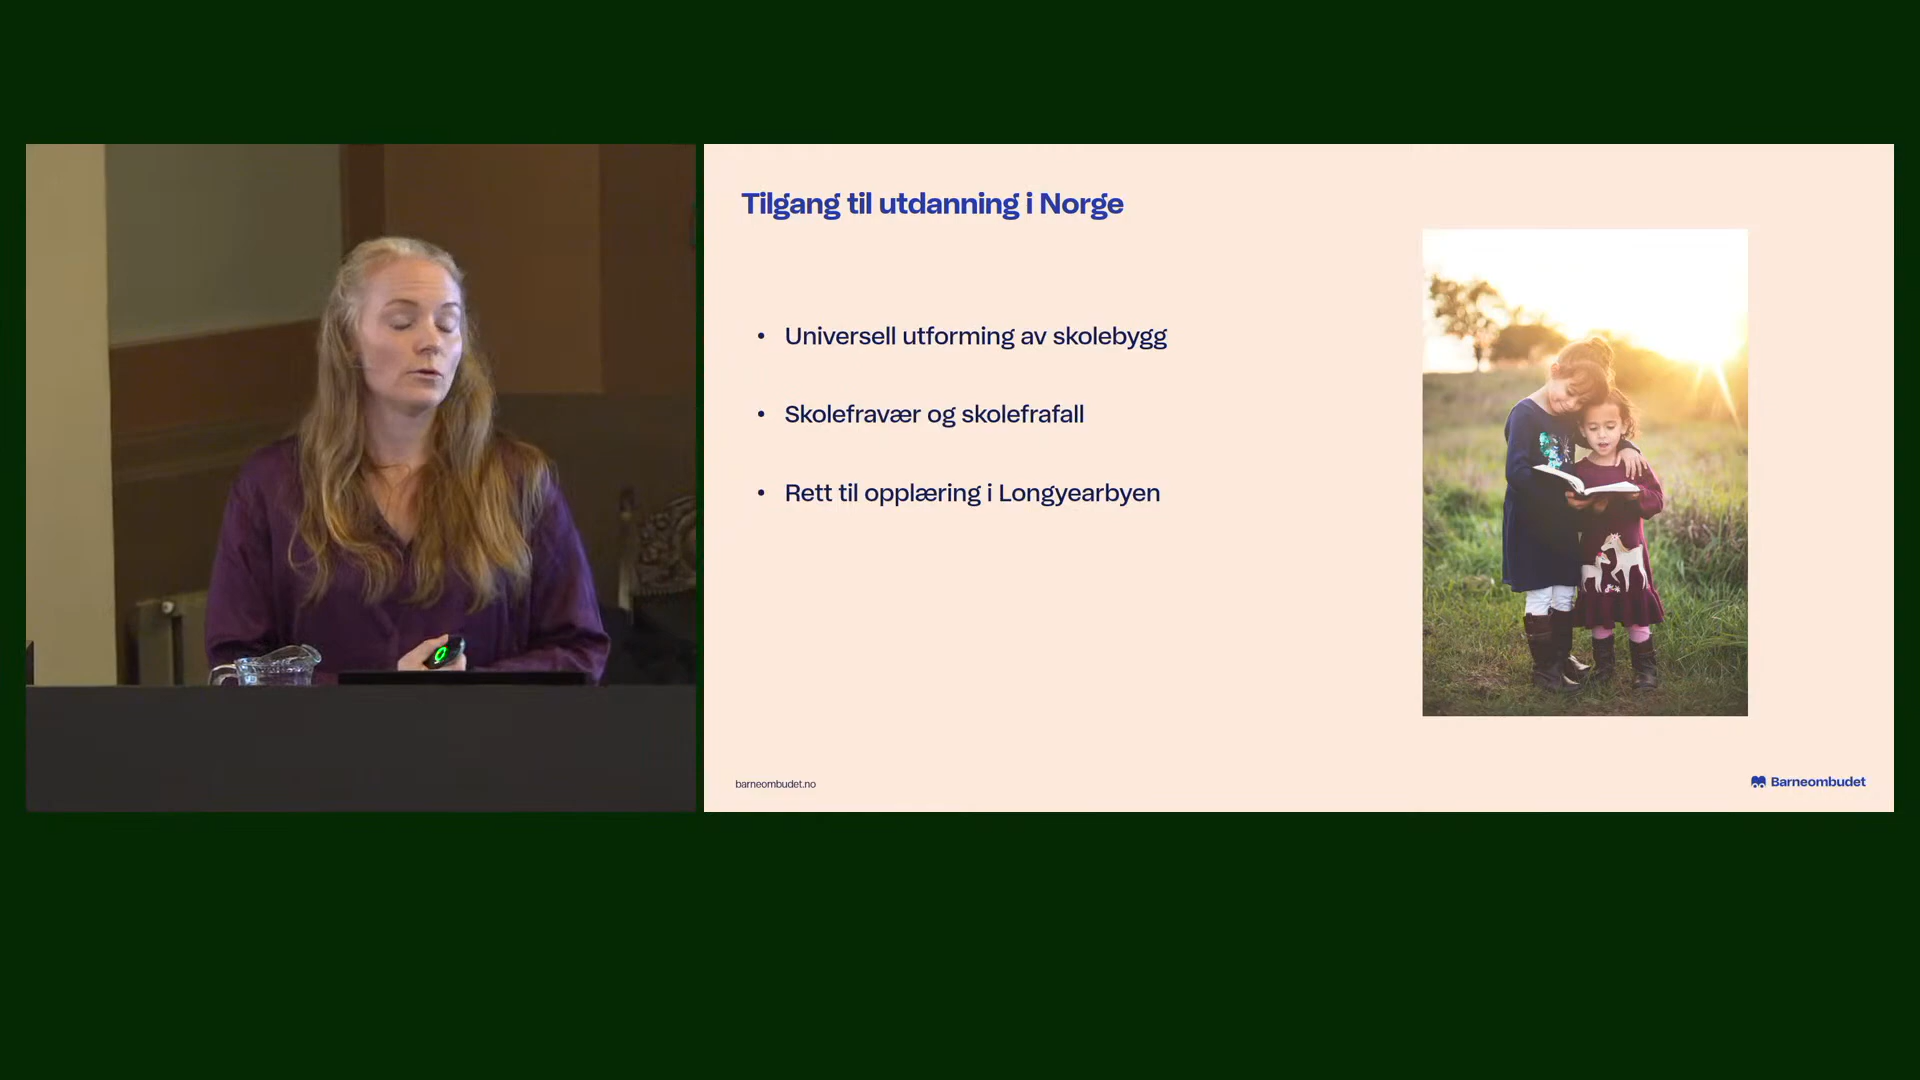 Tilgang til utdanning i Norge
• Universell utforming av skolebygg
• Skolefravær og skolefrafall
• Rett til opplæring i Longyearbyen
barneombudet.no
Barneombudet